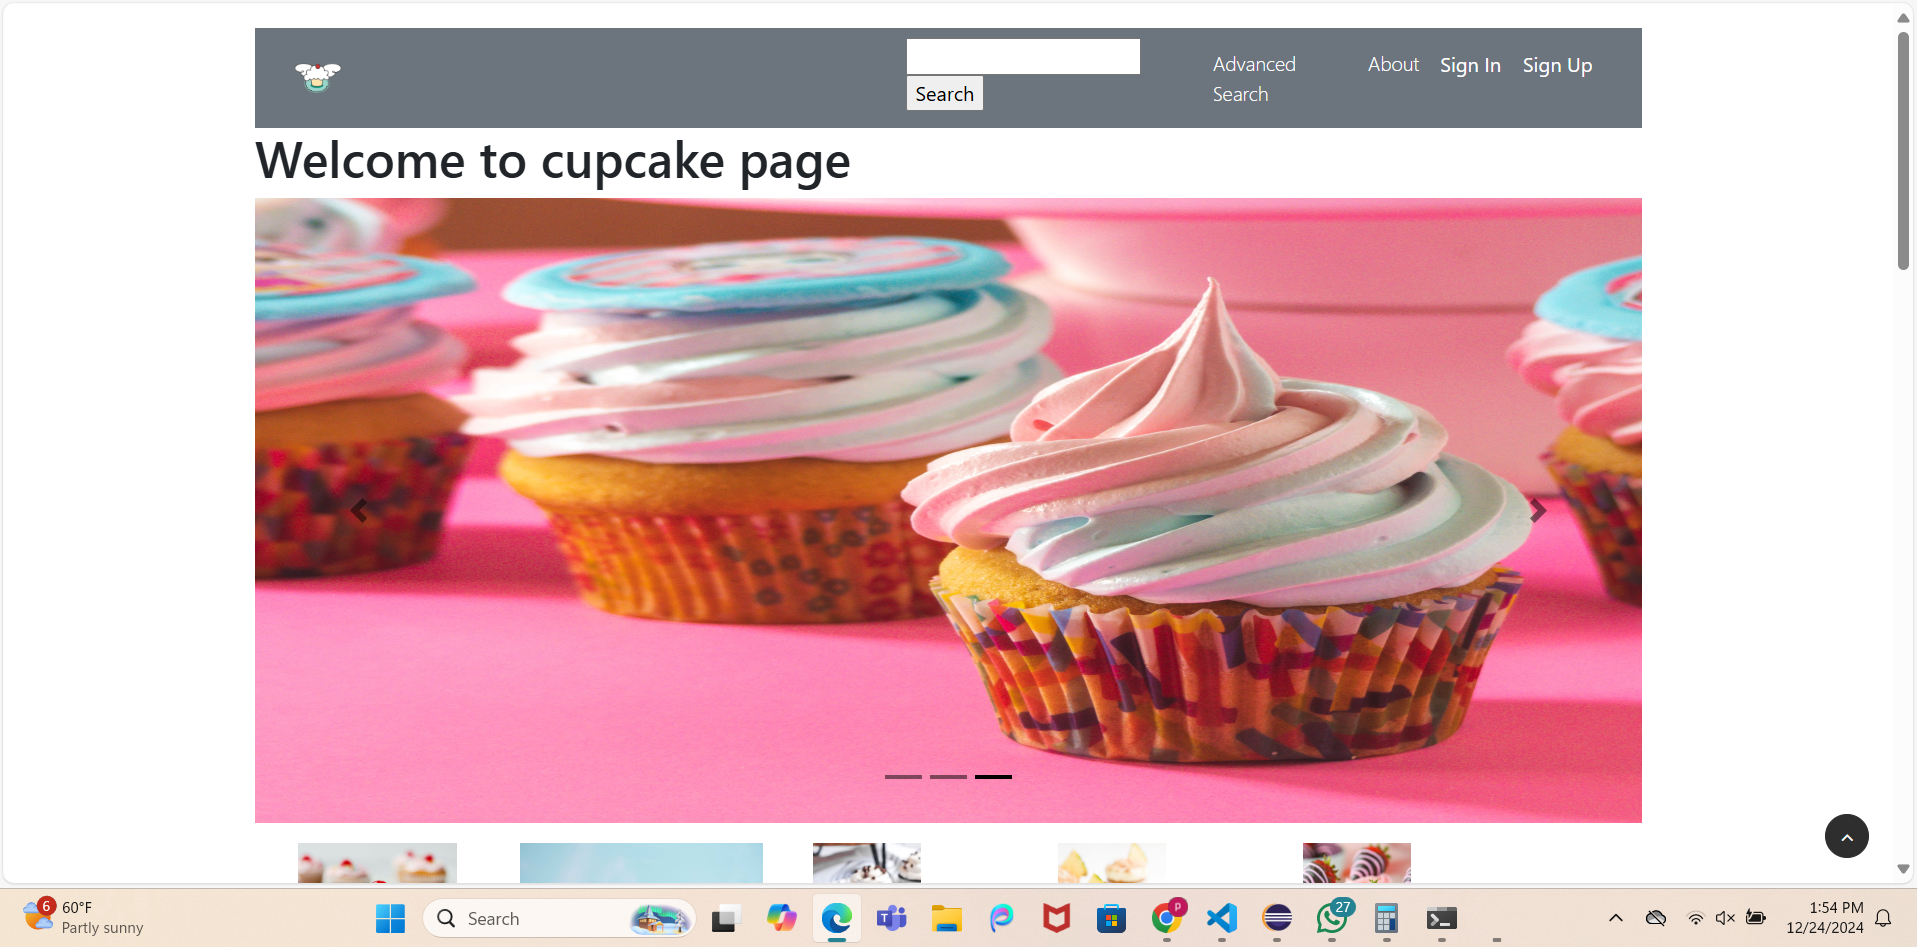 Search
Advanced
Search
About
Sign In
Sign Up
Welcome to cupcake page
6
60°F
Partly sunny
Search
P
27
1:54 PM
12/24/2024